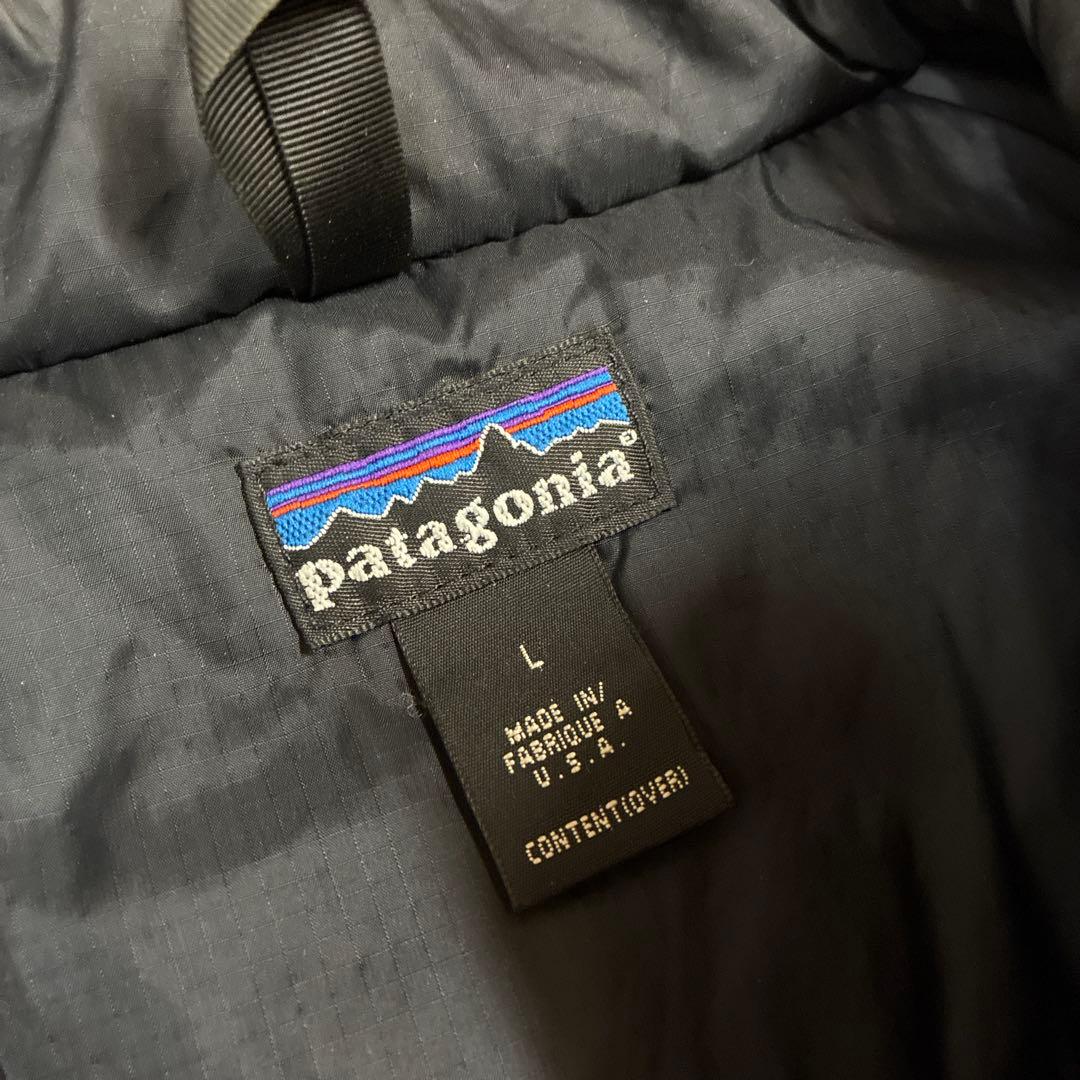 patagonia®
L
MADE IN/
FABRIQUE A
U.S.A.
CONTENT(OVER)